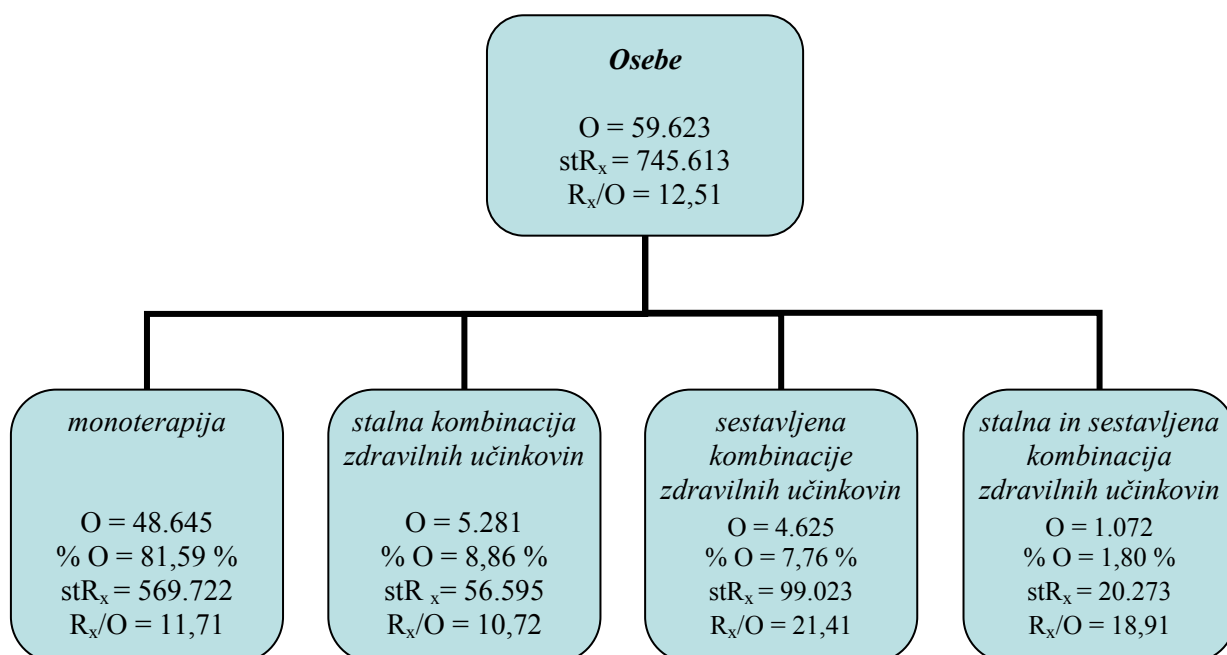 Osebe
O = 59.623
stRx = 745.613
Rx/O = 12,51
monoterapija
O = 48.645
% O = 81,59 %
stRx = 569.722
Rx/O = 11,71
stalna kombinacija
zdravilnih učinkovin
O = 5.281
% O = 8,86 %
stR x= 56.595
Rx/O = 10,72
sestavljena
kombinacije
zdravilnih učinkovin
O = 4.625
% O = 7,76 %
stRx = 99.023
Rx/O = 21,41
stalna in sestavljena
kombinacija
zdravilnih učinkovin
O = 1.072
% O = 1,80 %
stRx = 20.273
Rx/O = 18,91